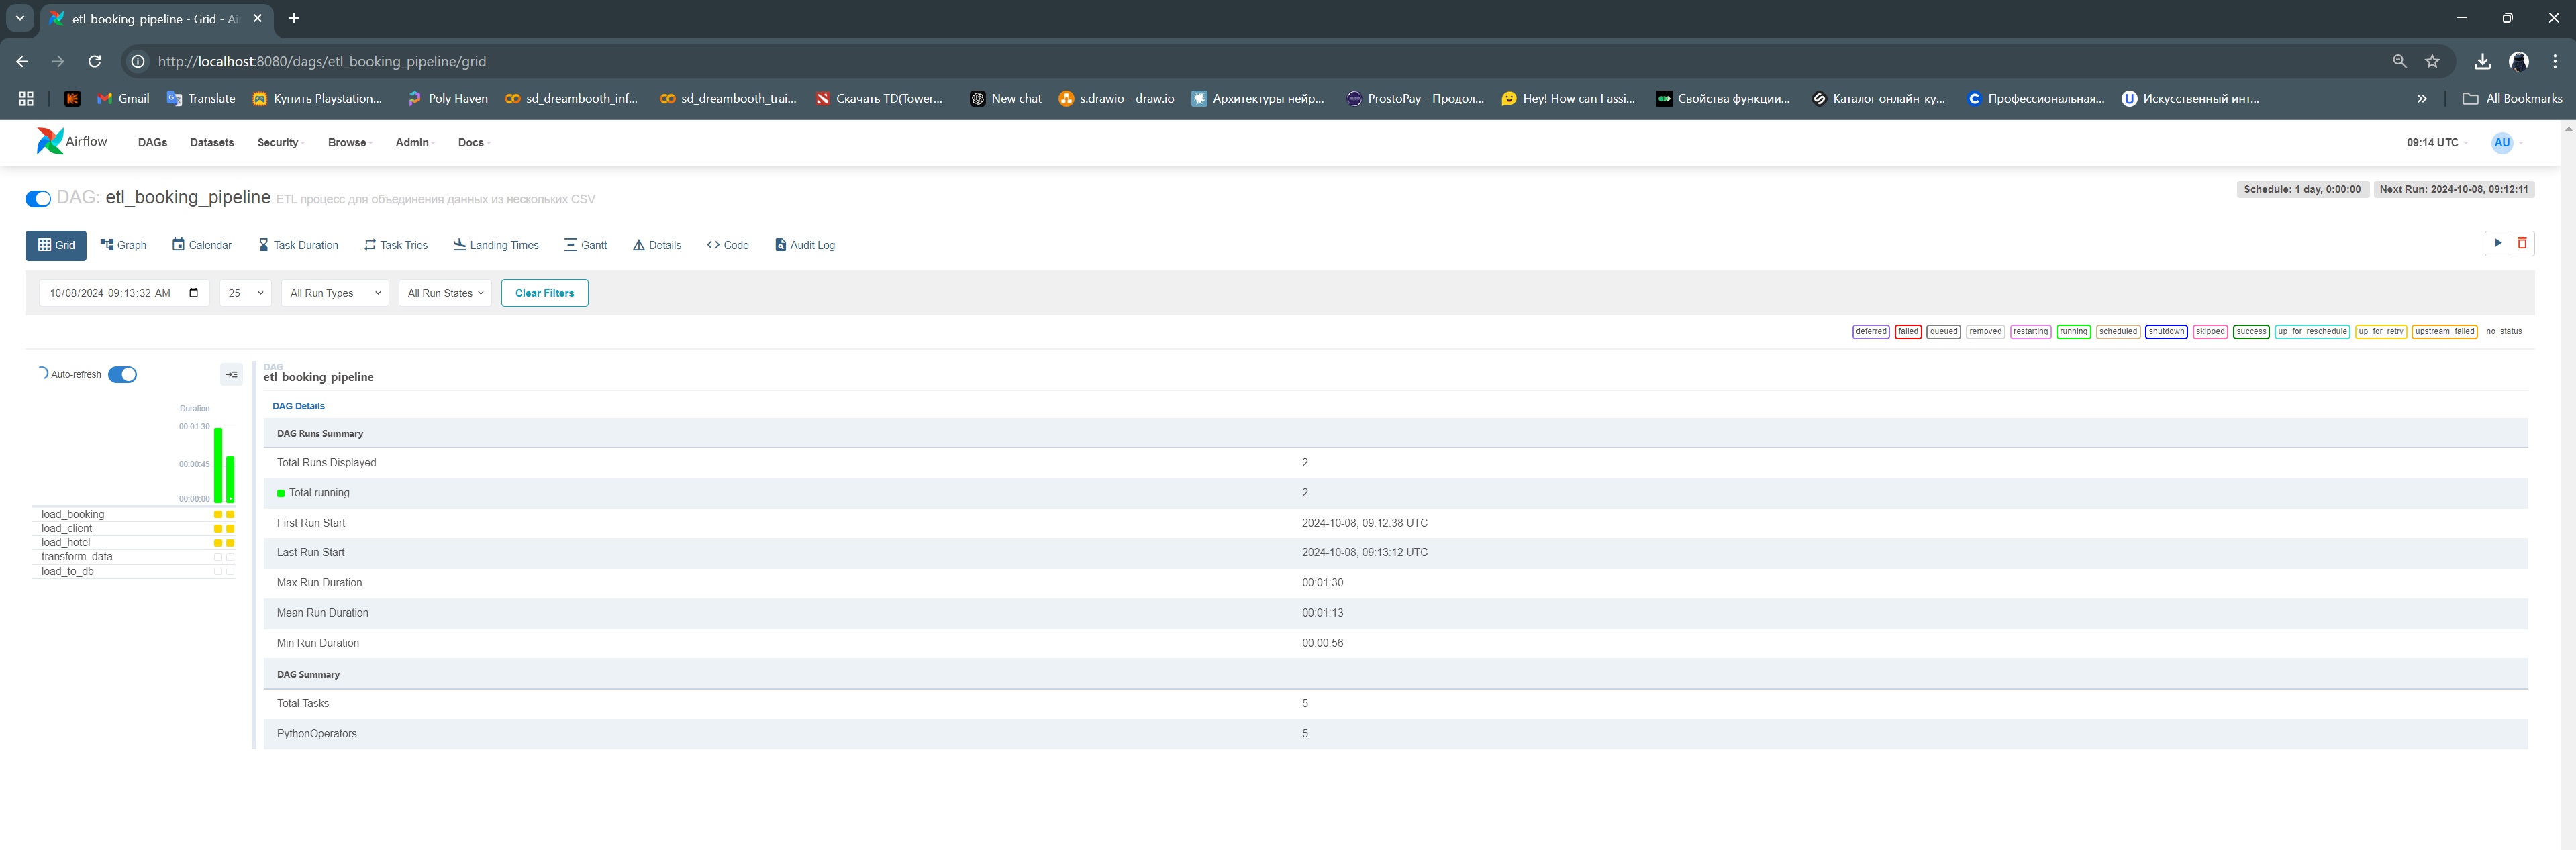 etl_booking_pipeline - Grid - Ai
http://localhost:8080/dags/etl_booking_pipeline/grid
Gmail Translate Купить Playstation... Poly Haven sd_dreambooth_inf... sd_dreambooth_trai... Скачать TD(Tower... New chat s.drawio - draw.io Архитектуры нейр... ProstoPay - Продол... Hey! How can I assi... Свойства функции... Каталог онлайн-ку... Профессиональная... Искусственный инт... All Bookmarks
Airflow DAGs Datasets Security Browse Admin Docs 09:14 UTC AU
DAG: etl_booking_pipeline ETL процесс для объединения данных из нескольких CSV
Schedule: 1 day, 0:00:00 Next Run: 2024-10-08, 09:12:11
Grid Graph Calendar Task Duration Task Tries Landing Times Gantt Details Code Audit Log
10/08/2024 09:13:32 AM 25 All Run Types All Run States Clear Filters
deferred failed queued removed restarting running scheduled shutdown skipped success up_for_reschedule up_for_retry upstream_failed no_status
Auto-refresh
Duration
00:01:30
00:00:45
00:00:00
load_booking
load_client
load_hotel
transform_data
load_to_db
DAG
etl_booking_pipeline
DAG Details
DAG Runs Summary
Total Runs Displayed 2
Total running 2
First Run Start 2024-10-08, 09:12:38 UTC
Last Run Start 2024-10-08, 09:13:12 UTC
Max Run Duration 00:01:30
Mean Run Duration 00:01:13
Min Run Duration 00:00:56
DAG Summary
Total Tasks 5
PythonOperators 5